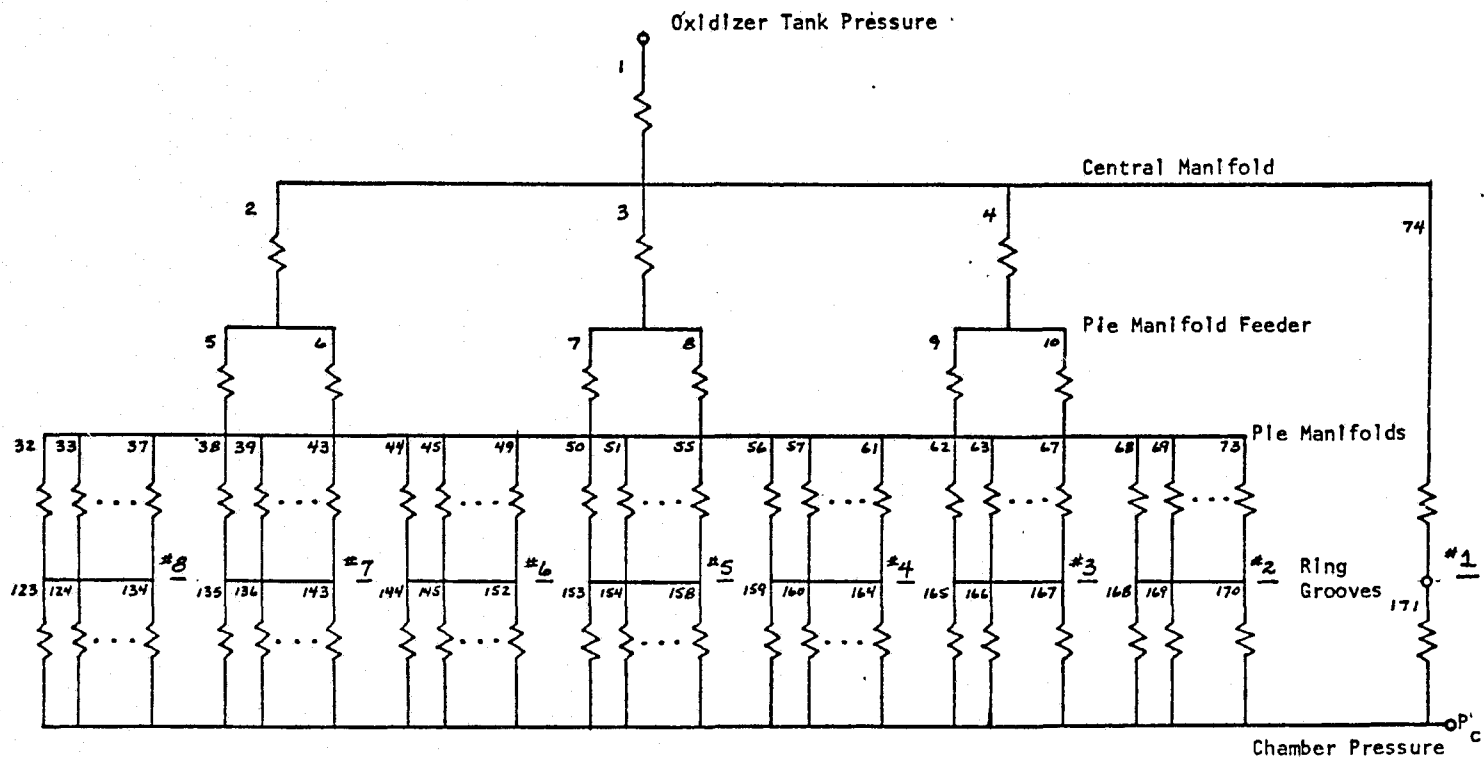 Oxidizer Tank Pressure
1
Central Manifold
2 3 4 74
Pie Manifold Feeder
5 6 7 8 9 10
32 33 37 38 39 43 44 45 49 50 51 55 56 57 61 62 63 67 68 69 73 Pie Manifolds
#8 #7 #6 #5 #4 #3 #2 Ring #1
Grooves
123 124 134 135 136 143 144 145 152 153 154 158 159 160 164 165 166 167 168 169 170 171
P'c
Chamber Pressure